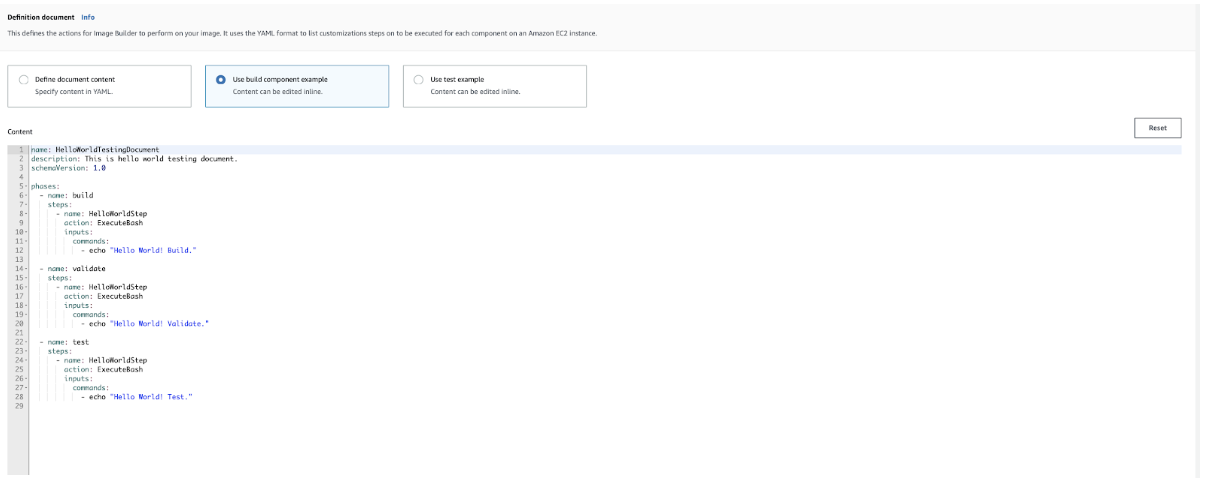 Definition document Info
This defines the actions for Image Builder to perform on your image. It uses the YAML format to list customizations steps on to be executed for each component on an Amazon EC2 instance.
Define document content
Specify content in YAML.
Use build component example
Content can be edited inline.
Use test example
Content can be edited inline.
Content
Reset
1 name: HelloWorldTestingDocument
2 description: This is hello world testing document.
3 schemaVersion: 1.0
4
5 phases:
6 - name: build
7 steps:
8 - name: HelloWorldStep
9 action: ExecuteBash
10 inputs:
11 commands:
12 - echo "Hello World! Build."
13
14 - name: validate
15 steps:
16 - name: HelloWorldStep
17 action: ExecuteBash
18 inputs:
19 commands:
20 - echo "Hello World! Validate."
21
22 - name: test
23 steps:
24 - name: HelloWorldStep
25 action: ExecuteBash
26 inputs:
27 commands:
28 - echo "Hello World! Test."
29